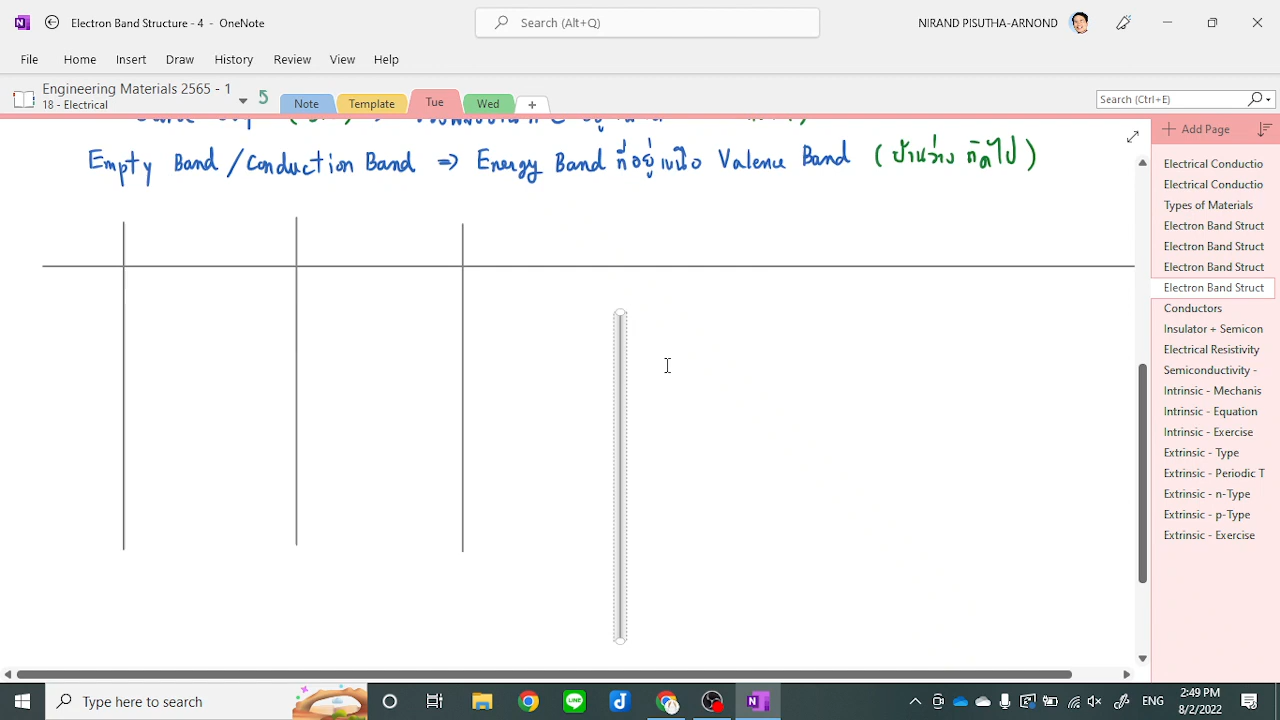 Electron Band Structure - 4 - OneNote
Search (Alt+Q)
NIRAND PISUTHA-ARNOND
File Home Insert Draw History Review View Help
Engineering Materials 2565 - 1
18 - Electrical
Note Template Tue Wed +
Search (Ctrl+E)
Empty Band /Conduction Band ⇒ Energy Band ที่อยู่เหนือ Valence Band (บ้านว่าง ถัดไป)
Add Page
Electrical Conductio
Electrical Conductio
Types of Materials
Electron Band Struct
Electron Band Struct
Electron Band Struct
Electron Band Struct
Conductors
Insulator + Semicon
Electrical Resistivity
Semiconductivity -
Intrinsic - Mechanis
Intrinsic - Equation
Intrinsic - Exercise
Extrinsic - Type
Extrinsic - Periodic T
Extrinsic - n-Type
Extrinsic - p-Type
Extrinsic - Exercise
Type here to search
LINE
ENG
2:49 PM
8/2/2022